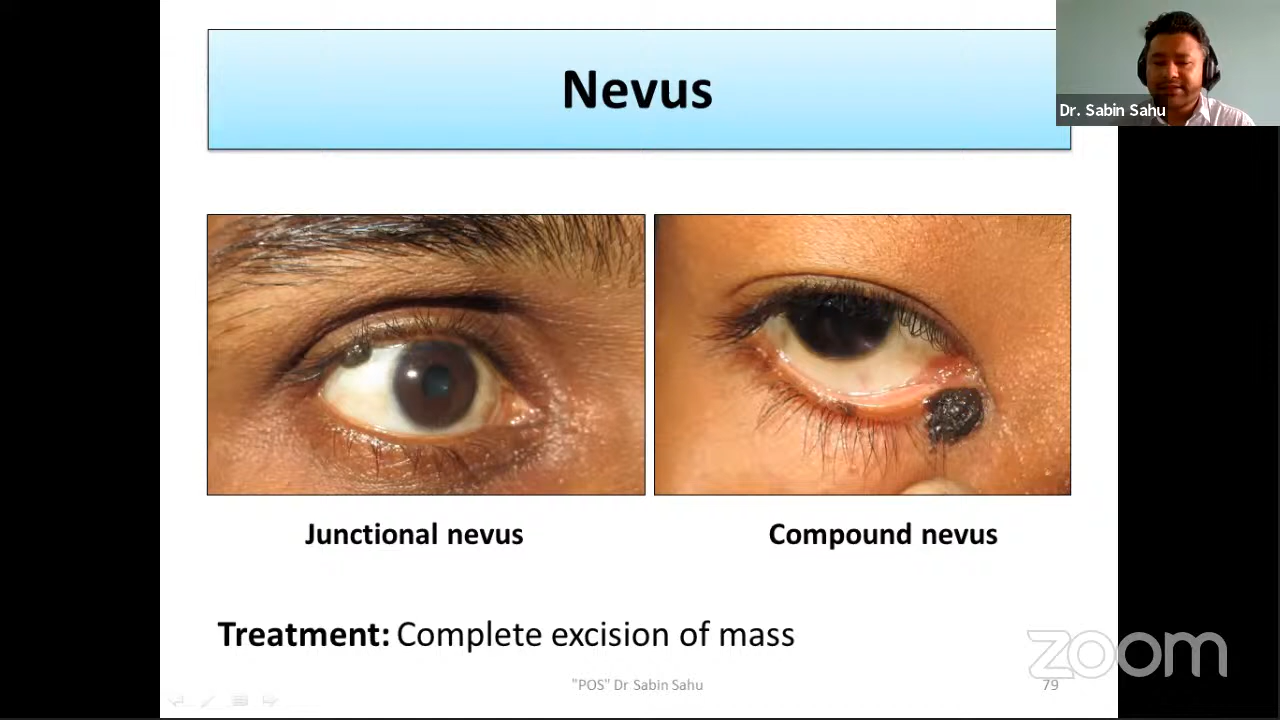 Nevus
Dr. Sabin Sahu
Junctional nevus
Compound nevus
Treatment: Complete excision of mass
zoom
"POS" Dr Sabin Sahu
79